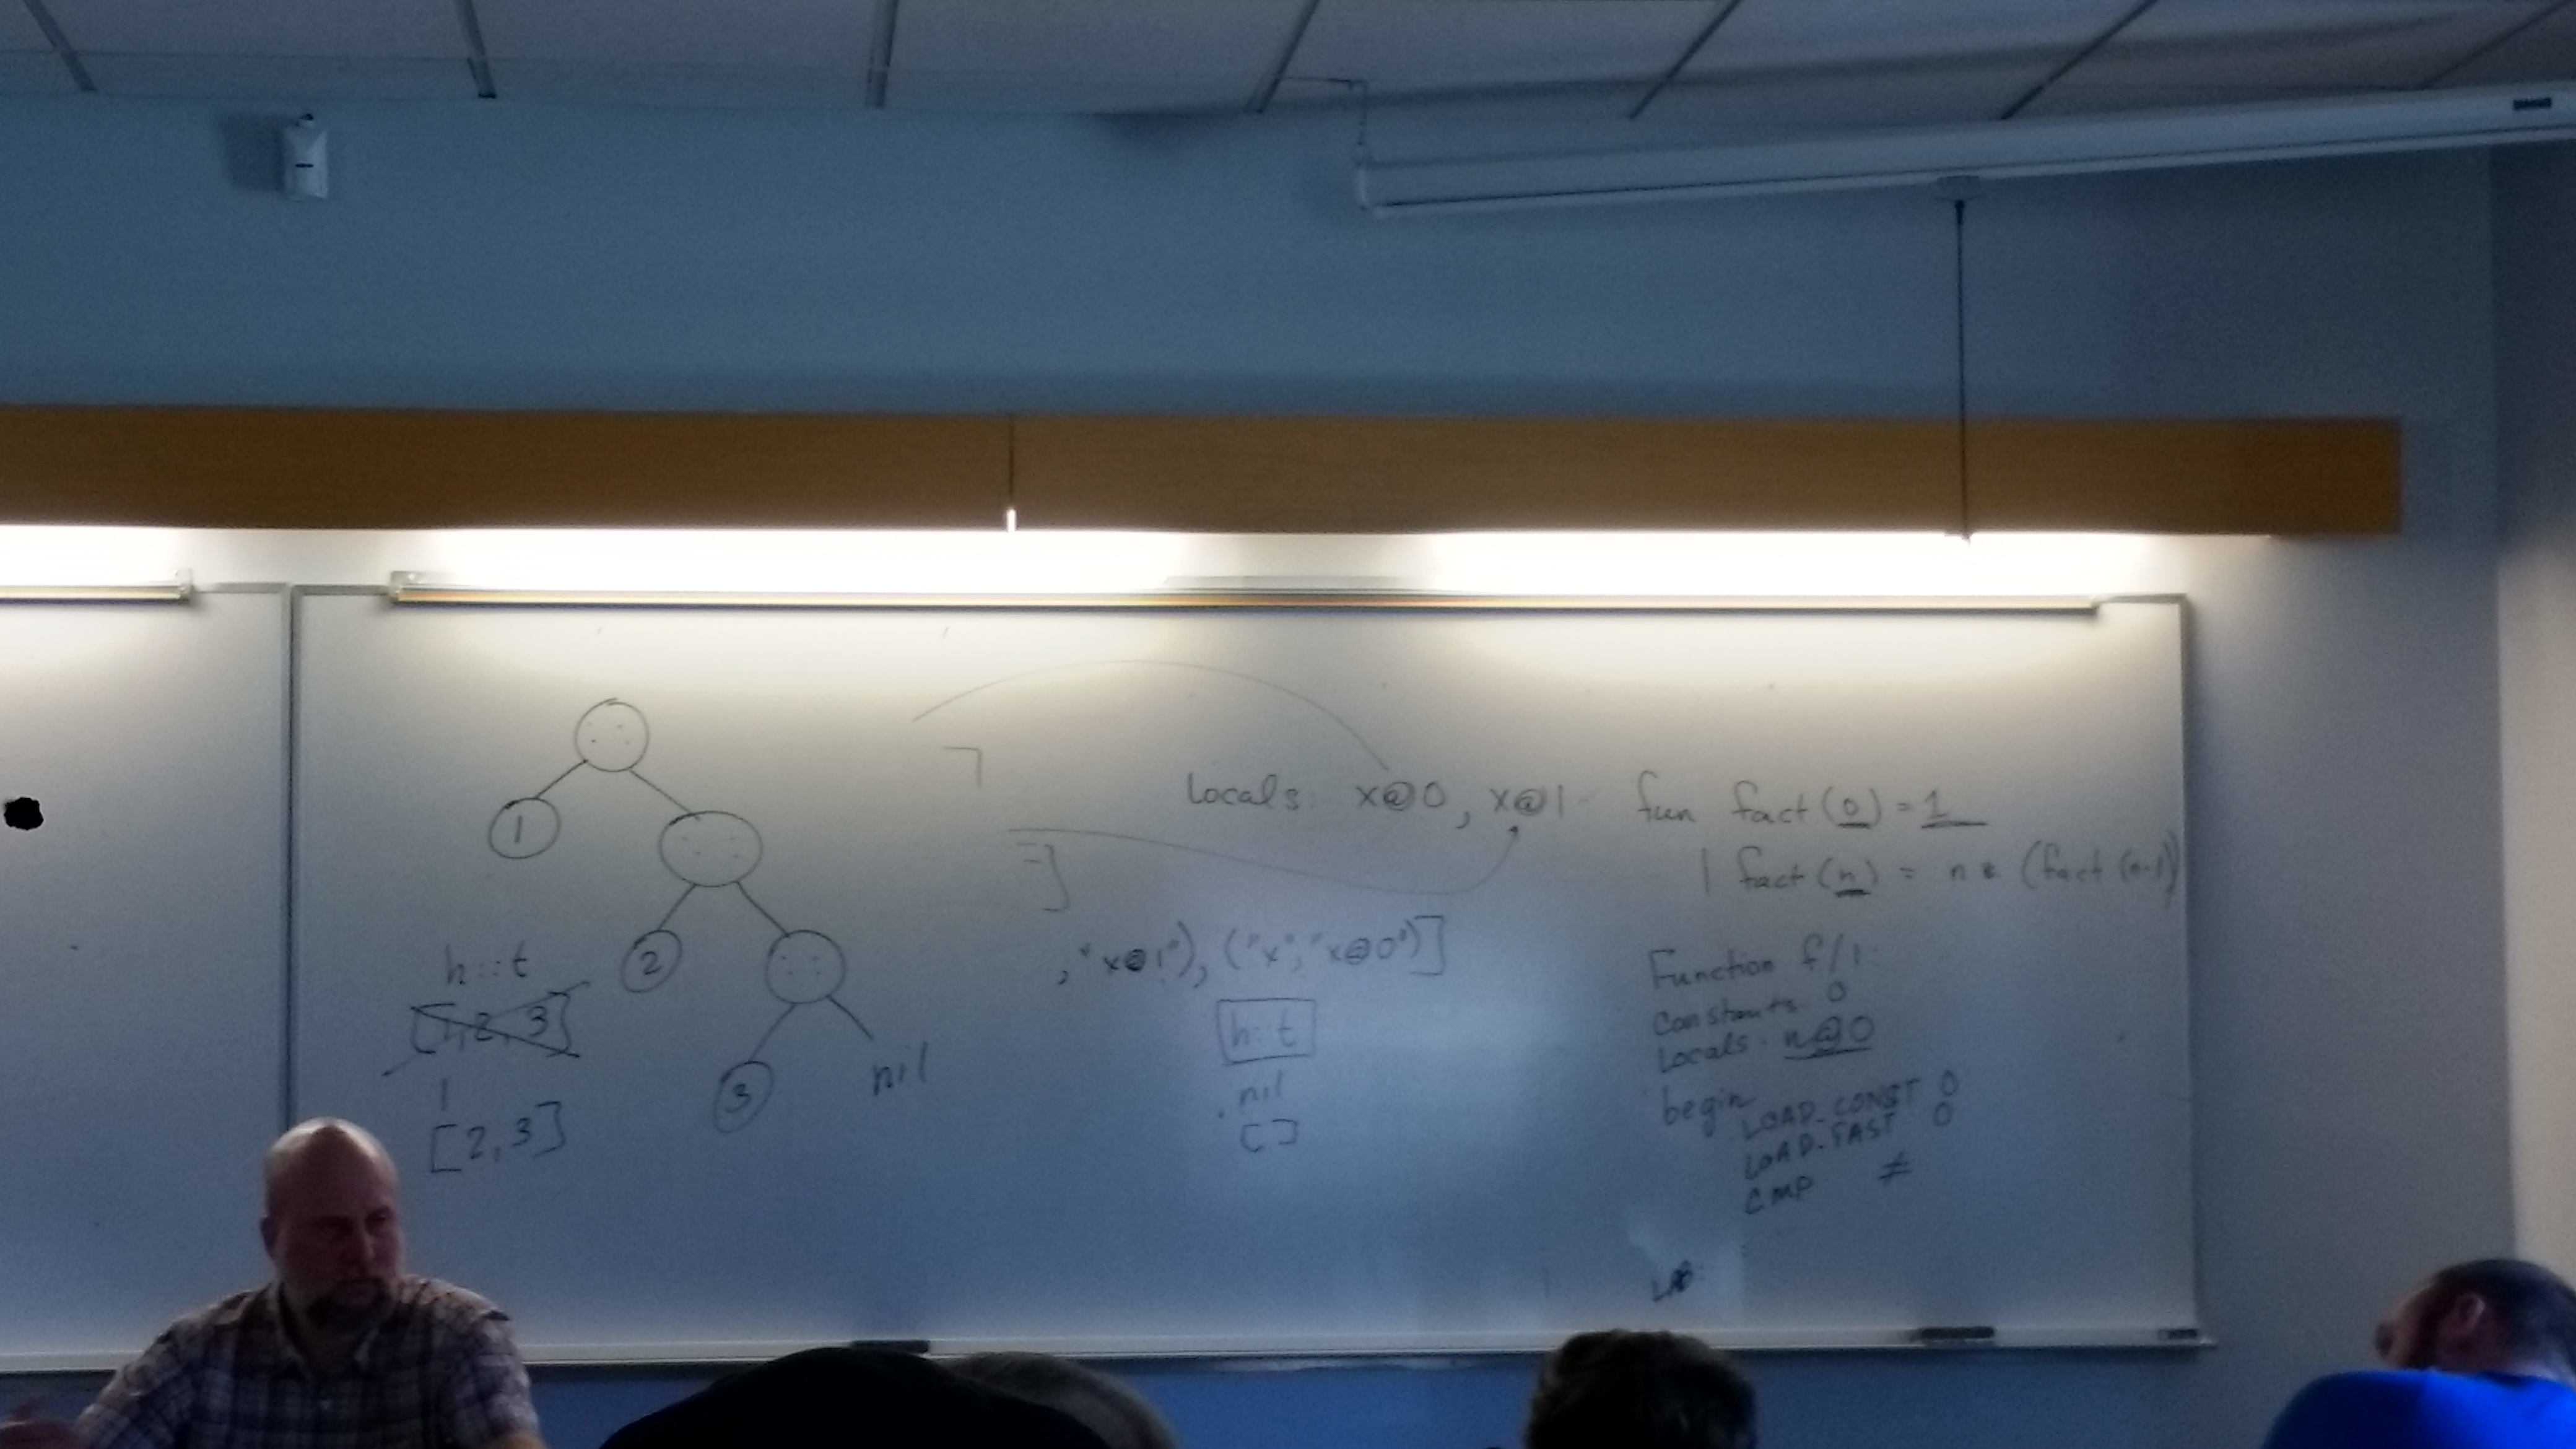 1
2
3
nil
h::t
[1,2,3]
1
[2,3]
Locals: x@0, x@1
,"x@1"), ("x","x@0")]
h::t
nil
[]
fun fact(0) = 1
| fact(n) = n * (fact (n-1))
Function f/1
Constants: 0
Locals: n@0
begin
LOAD_CONST 0
LOAD_FAST 0
CMP ≠